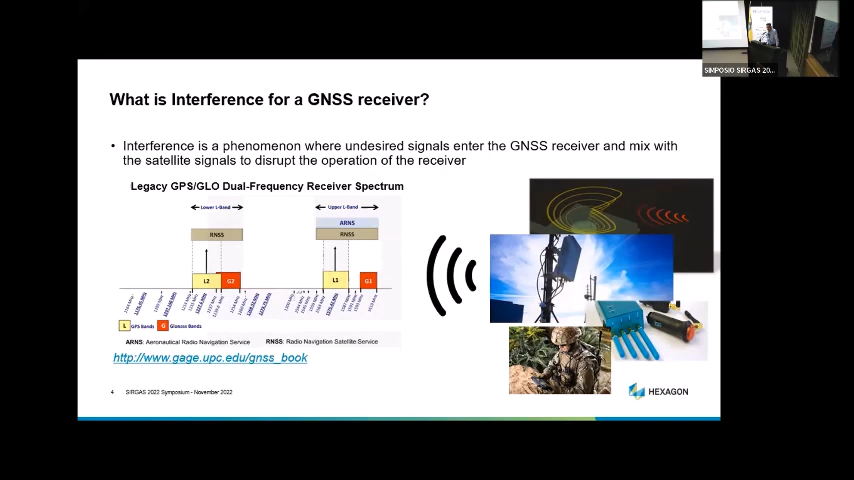 SIMPOSIO SIRGAS 20...
What is Interference for a GNSS receiver?
• Interference is a phenomenon where undesired signals enter the GNSS receiver and mix with
the satellite signals to disrupt the operation of the receiver
Legacy GPS/GLO Dual-Frequency Receiver Spectrum
Lower L-Band
Upper L-Band
ARNS
RNSS
RNSS
L2
G2
L1
G1
L
GPS Bands
G
Glonass Bands
ARNS: Aeronautical Radio Navigation Service
RNSS: Radio Navigation Satellite Service
http://www.gage.upc.edu/gnss_book
4
SIRGAS 2022 Symposium - November 2022
HEXAGON